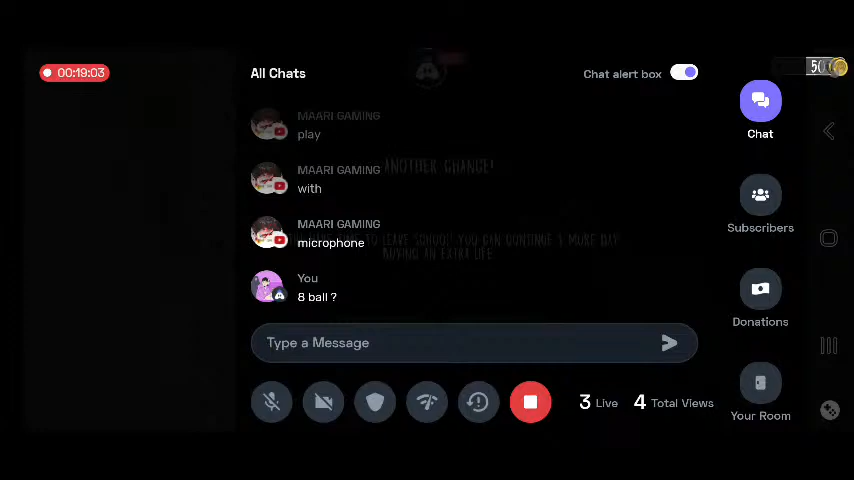 00:19:03
All Chats
Chat alert box
50
Chat
MAARI GAMING
play
ANOTHER CHANCE!
MAARI GAMING
with
Subscribers
MAARI GAMING
TO LEAVE SCHOOL! YOU CAN CONTINUE 1 MORE DAY
microphone
BUYING AN EXTRA LIFE
You
8 ball ?
Donations
Type a Message
3 Live 4 Total Views
Your Room